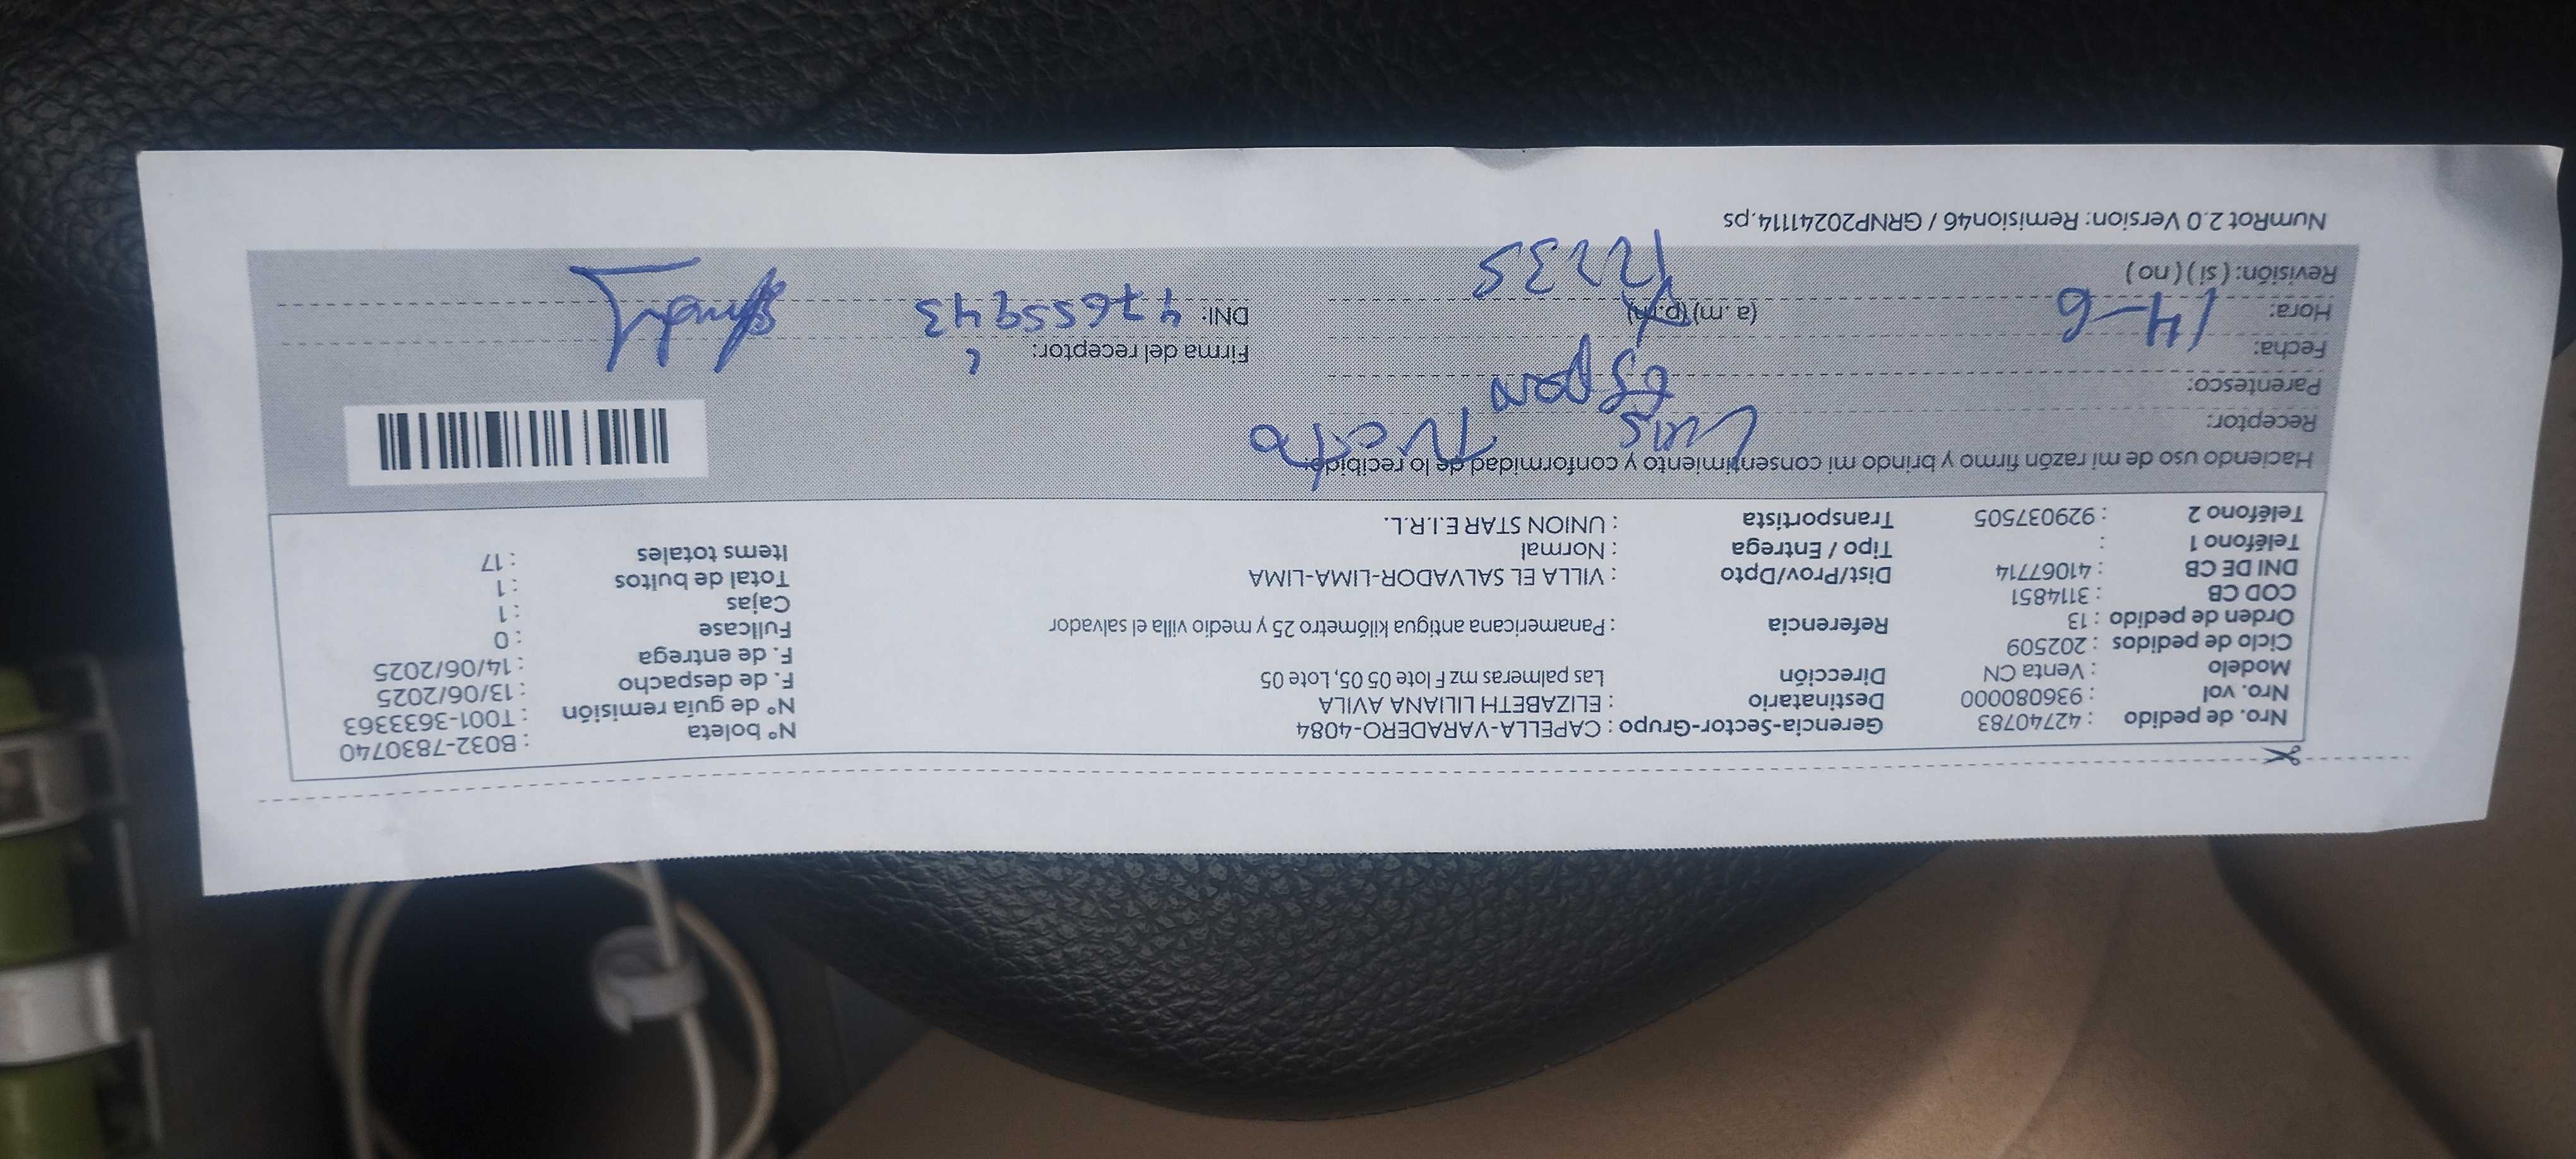 Nro. de pedido : 42740783 Gerencia-Sector-Grupo : CAPELLA-VARADERO-4084 N° boleta : B032-7830740
Nro. vol : 936080000 Destinatario : ELIZABETH LILIANA AVILA N° de guía remisión : T001-3633363
Modelo : Venta CN Dirección Las palmeras mz F lote 05 05, Lote 05 F. de despacho : 13/06/2025
Ciclo de pedidos : 202509 F. de entrega : 14/06/2025
Orden de pedido : 13 Referencia : Panamericana antigua kilómetro 25 y medio villa el salvador Fullcase : 0
COD CB : 3114851 Cajas : 1
DNI DE CB : 41067714 Dist/Prov/Dpto : VILLA EL SALVADOR-LIMA-LIMA Total de bultos : 1
Teléfono 1 : Tipo / Entrega : Normal Items totales : 17
Teléfono 2 : 929037505 Transportista : UNION STAR E.I.R.L.
Haciendo uso de mi razón firmo y brindo mi consentimiento y conformidad de lo recibido
Receptor: Luis
Parentesco: Esposo
Fecha: 14-6 Firma del receptor:
Hora: (a. m) (p.m) DNI: 47655943
12:35
Revisión: ( si ) ( no )
NumRot 2.0 Version: Remision46 / GRNP20241114.ps